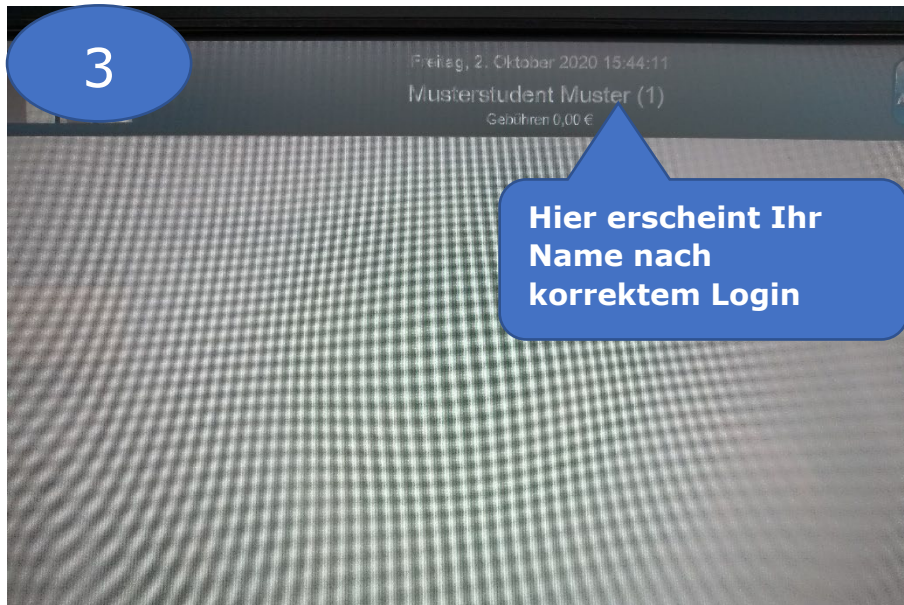 3
Freitag, 2. Oktober 2020 15:44:11
Musterstudent Muster (1)
Gebühren 0,00 €
Hier erscheint Ihr
Name nach
korrektem Login